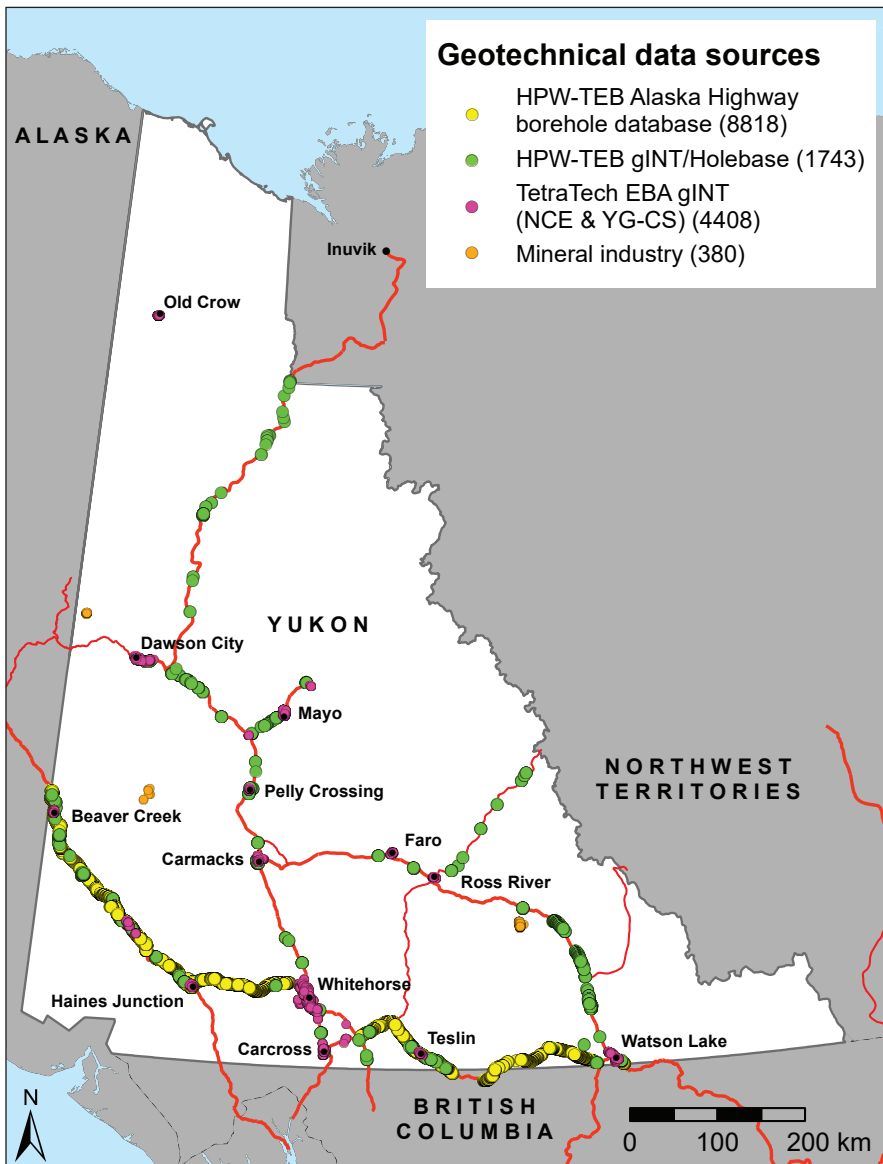 Geotechnical data sources
HPW-TEB Alaska Highway
borehole database (8818)
HPW-TEB gINT/Holebase (1743)
TetraTech EBA gINT
(NCE & YG-CS) (4408)
Mineral industry (380)
ALASKA
Inuvik
Old Crow
YUKON
Dawson City
Mayo
NORTHWEST
TERRITORIES
Pelly Crossing
Beaver Creek
Faro
Carmacks
Ross River
Whitehorse
Haines Junction
Teslin
Watson Lake
Carcross
N
BRITISH
COLUMBIA
0 100 200 km